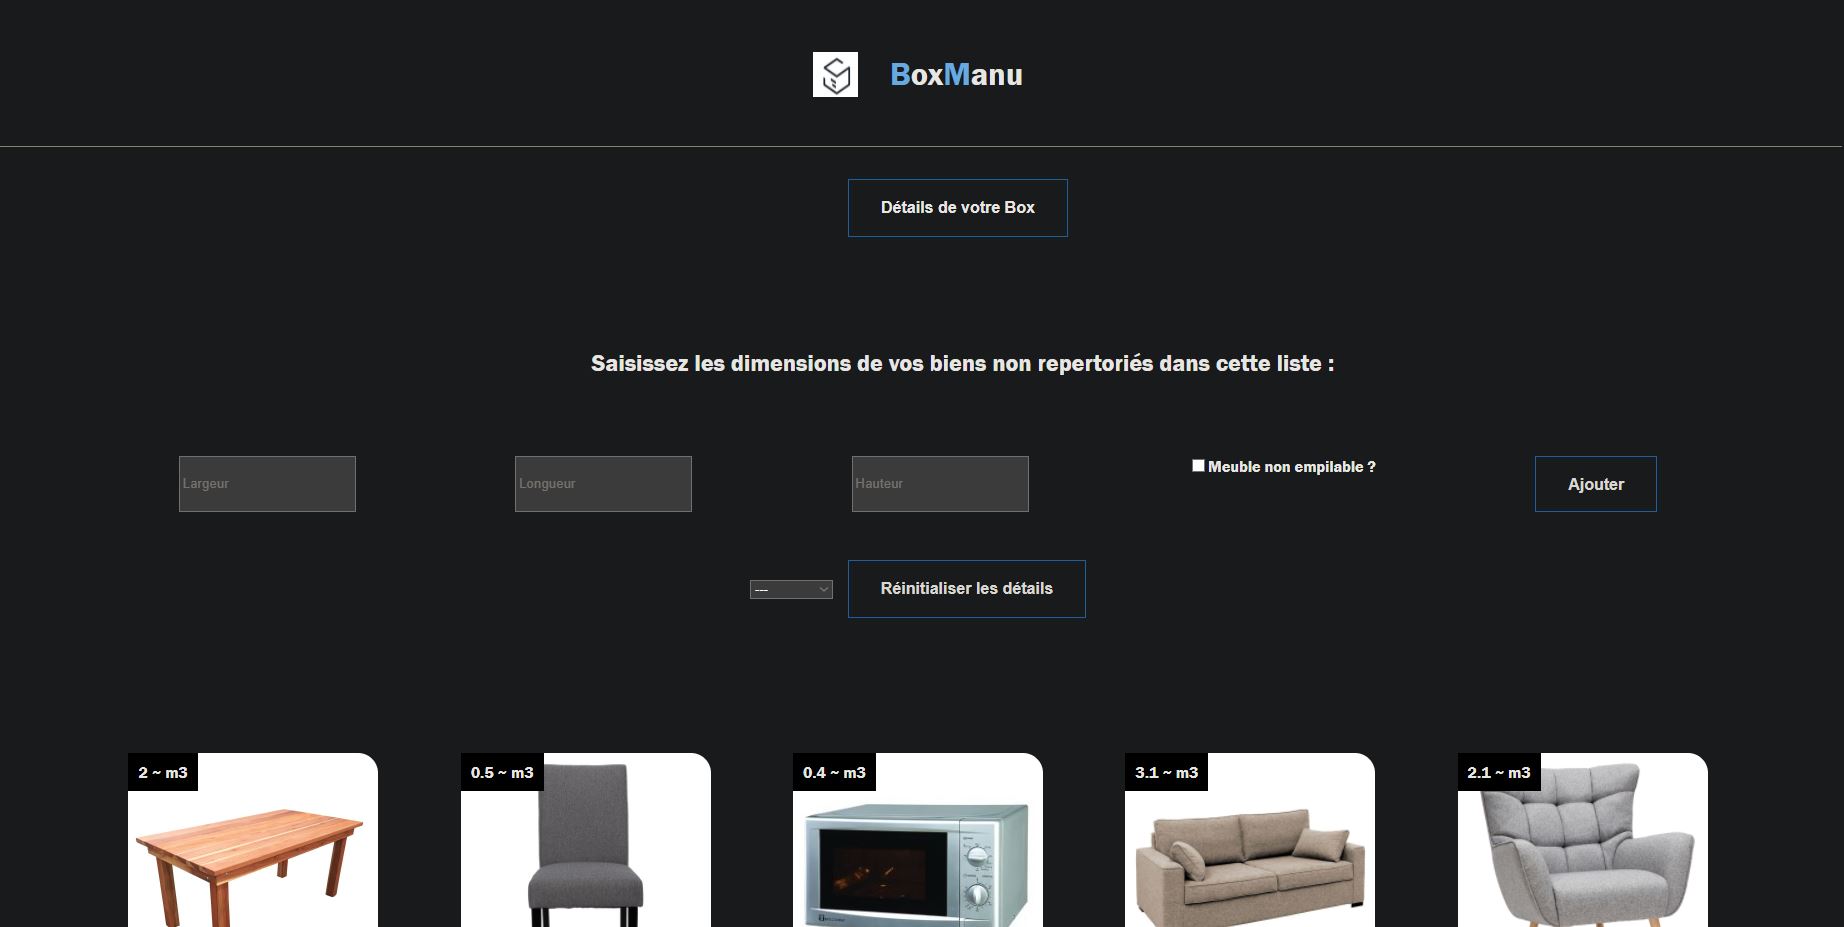 BoxManu
Détails de votre Box
Saisissez les dimensions de vos biens non repertoriés dans cette liste :
Largeur
Longueur
Hauteur
Meuble non empilable ?
Ajouter
---
Réinitialiser les détails
2 ~ m3
0.5 ~ m3
0.4 ~ m3
3.1 ~ m3
2.1 ~ m3